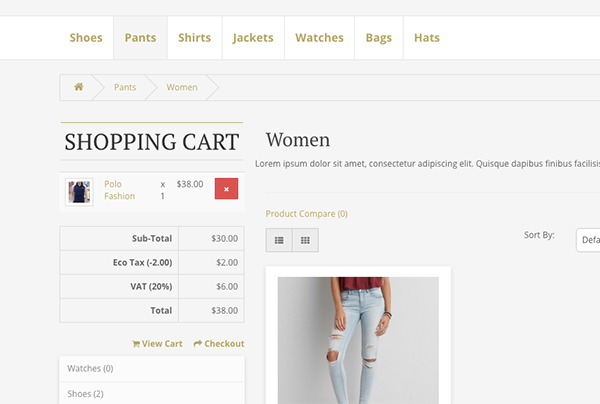 Shoes Pants Shirts Jackets Watches Bags Hats
Pants Women
SHOPPING CART
Polo Fashion x 1 $38.00
Sub-Total $30.00
Eco Tax (-2.00) $2.00
VAT (20%) $6.00
Total $38.00
View Cart Checkout
Watches (0)
Shoes (2)
Women
Lorem ipsum dolor sit amet, consectetur adipiscing elit. Quisque dapibus finibus facilisis
Product Compare (0)
Sort By: Defa